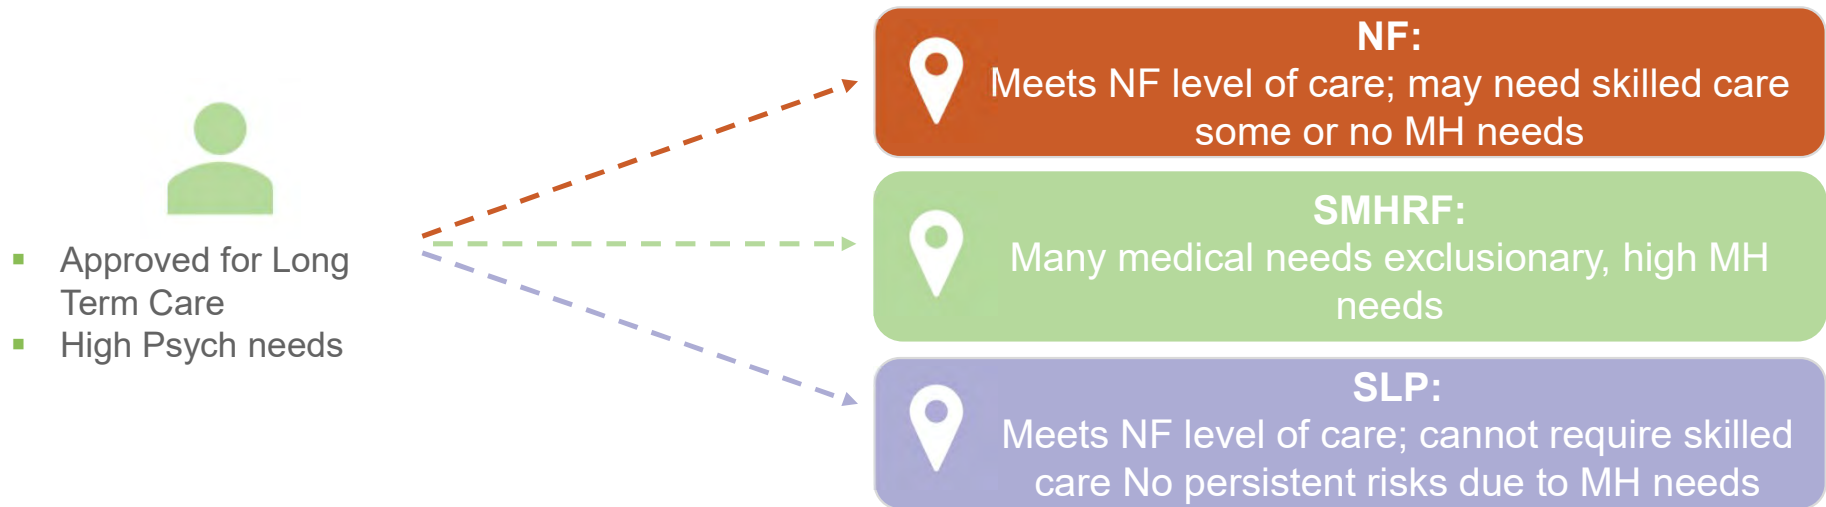 ▪ Approved for Long
Term Care
▪ High Psych needs
NF:
Meets NF level of care; may need skilled care
some or no MH needs
SMHRF:
Many medical needs exclusionary, high MH
needs
SLP:
Meets NF level of care; cannot require skilled
care No persistent risks due to MH needs